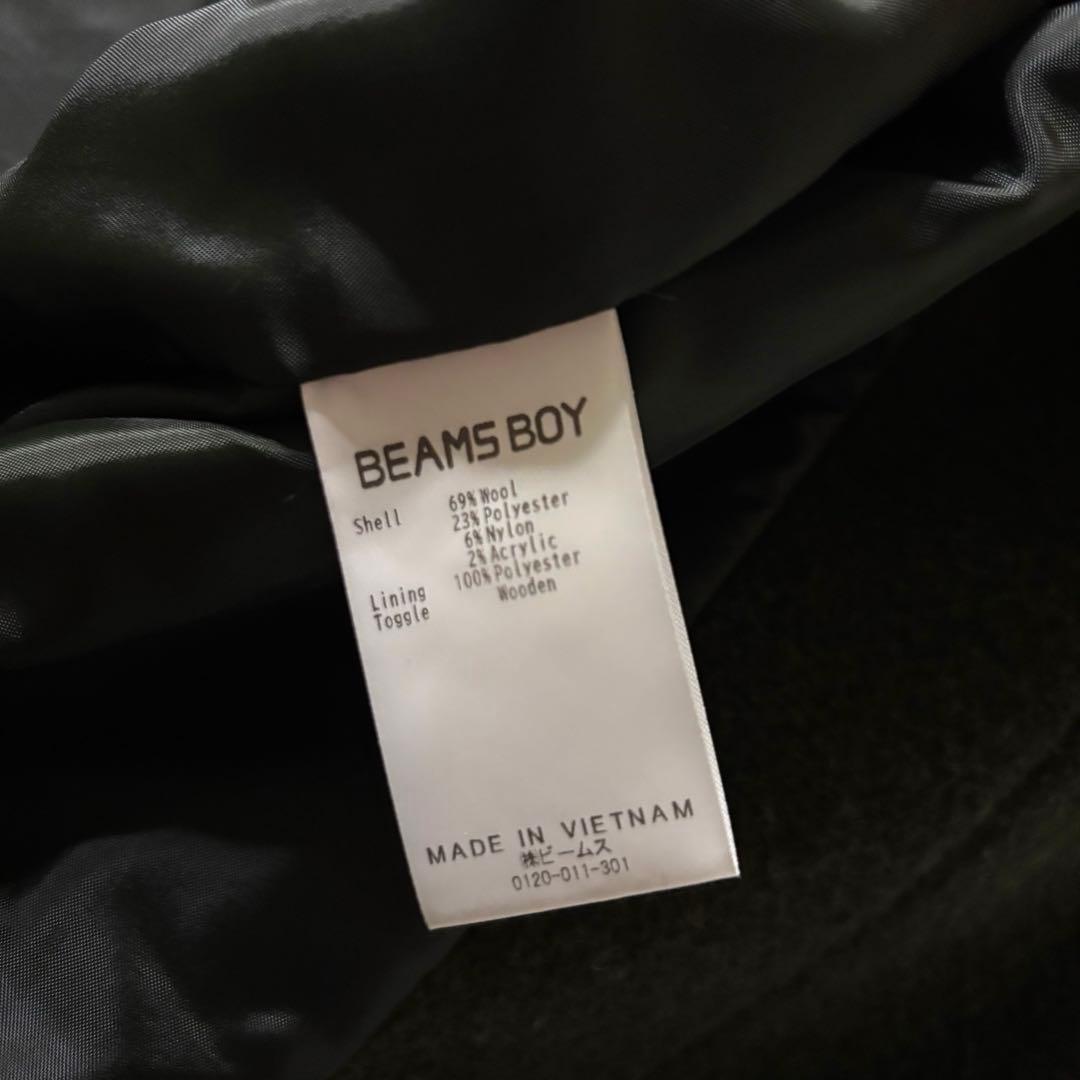 BEAMS BOY
Shell 69%Wool
23%Polyester
6%Nylon
2%Acrylic
Lining 100%Polyester
Toggle Wooden
MADE IN VIETNAM
㈱ビームス
0120-011-301